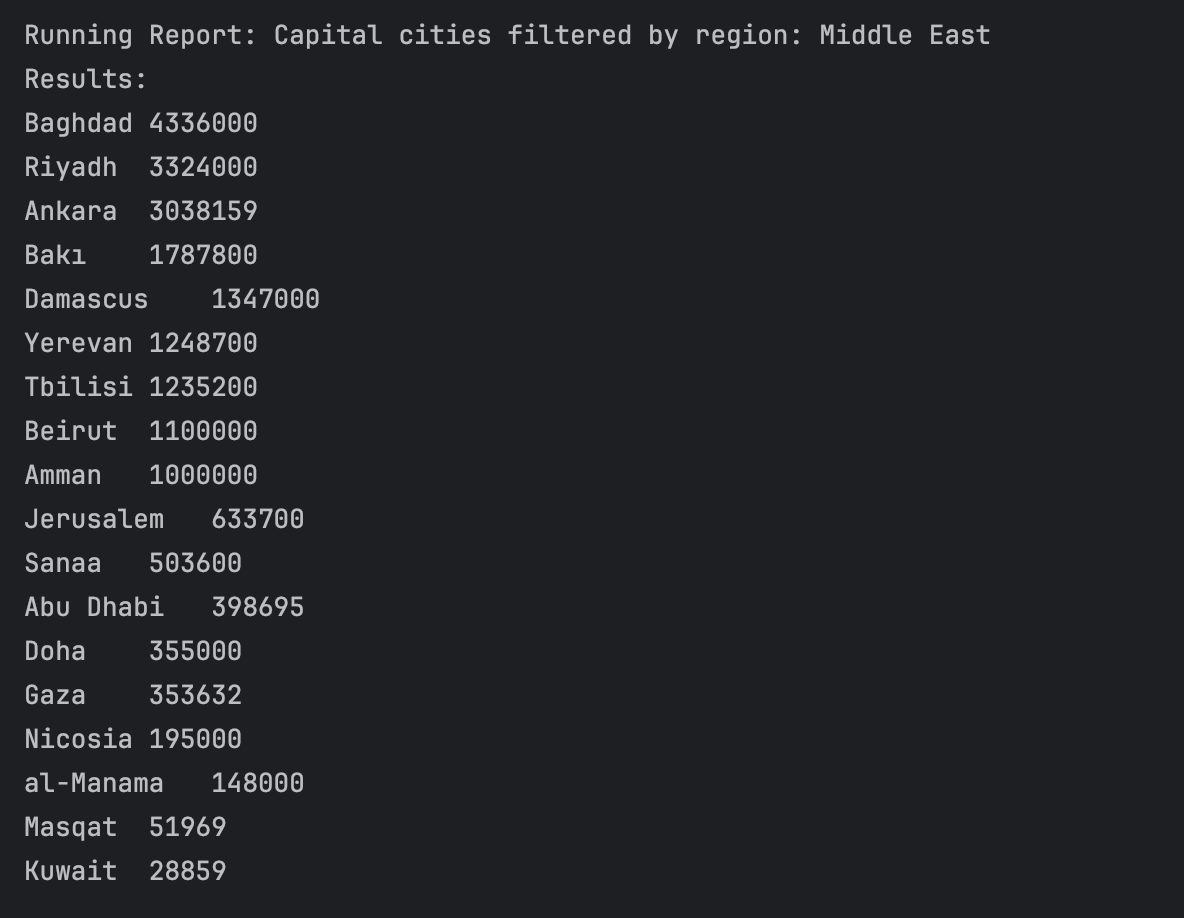 Running Report: Capital cities filtered by region: Middle East
Results:
Baghdad 4336000
Riyadh 3324000
Ankara 3038159
Bakı 1787800
Damascus 1347000
Yerevan 1248700
Tbilisi 1235200
Beirut 1100000
Amman 1000000
Jerusalem 633700
Sanaa 503600
Abu Dhabi 398695
Doha 355000
Gaza 353632
Nicosia 195000
al-Manama 148000
Masqat 51969
Kuwait 28859